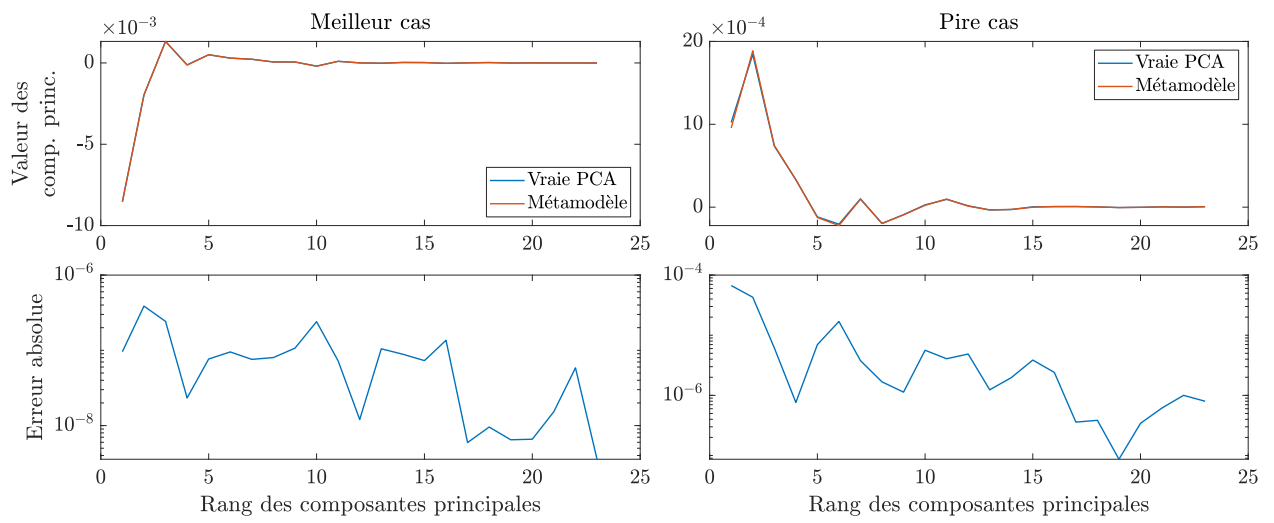 Meilleur cas
×10⁻³
Valeur des
comp. princ.
0
-5
-10
0 5 10 15 20 25
Vraie PCA
Métamodèle
Pire cas
×10⁻⁴
20
10
0
0 5 10 15 20 25
Vraie PCA
Métamodèle
Erreur absolue
10⁻⁶
10⁻⁸
0 5 10 15 20 25
Rang des composantes principales
10⁻⁴
10⁻⁶
0 5 10 15 20 25
Rang des composantes principales